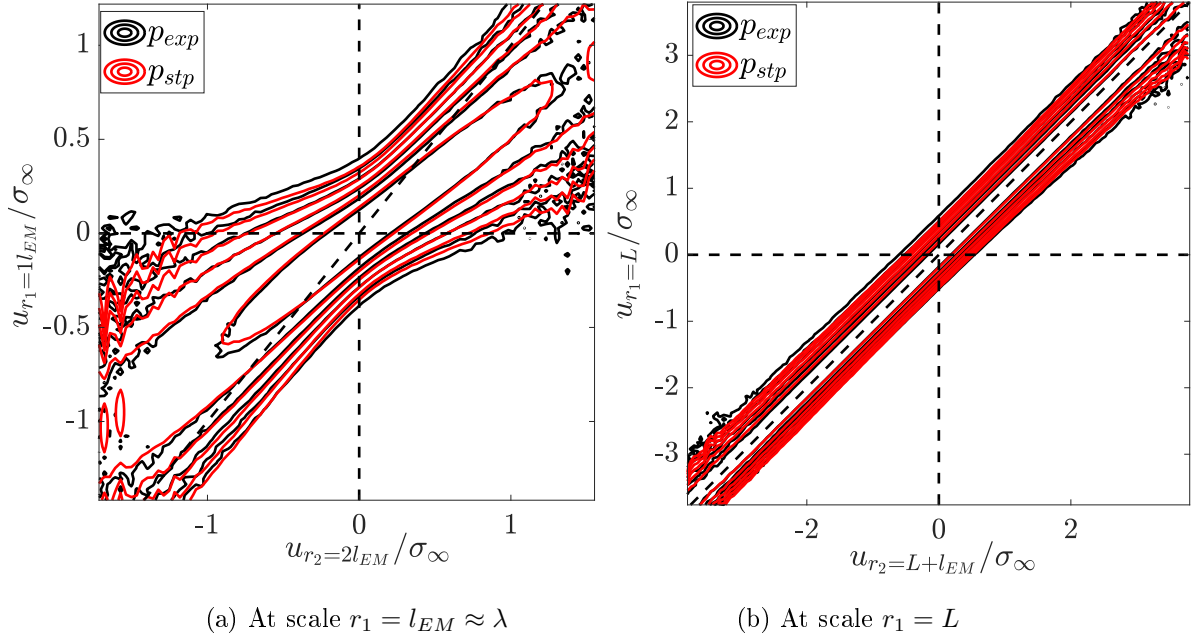 p_exp
p_stp
1
0.5
0
-0.5
-1
u_{r_1=1l_{EM}}/σ_∞
-1 0 1
u_{r_2=2l_{EM}}/σ_∞
(a) At scale r_1 = l_{EM} ≈ λ
p_exp
p_stp
3
2
1
0
-1
-2
-3
u_{r_1=L}/σ_∞
-2 0 2
u_{r_2=L+l_{EM}}/σ_∞
(b) At scale r_1 = L